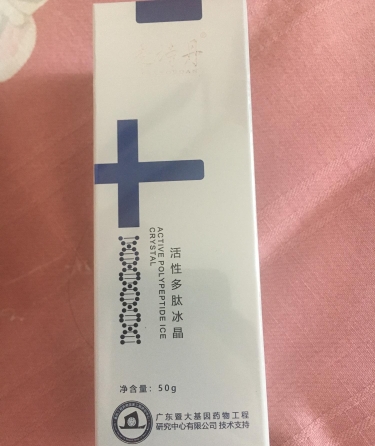 活性多肽冰晶
ACTIVE POLYPEPTIDE ICE
CRYSTAL
净含量：50g
广东暨大基因药物工程
研究中心有限公司 技术支持